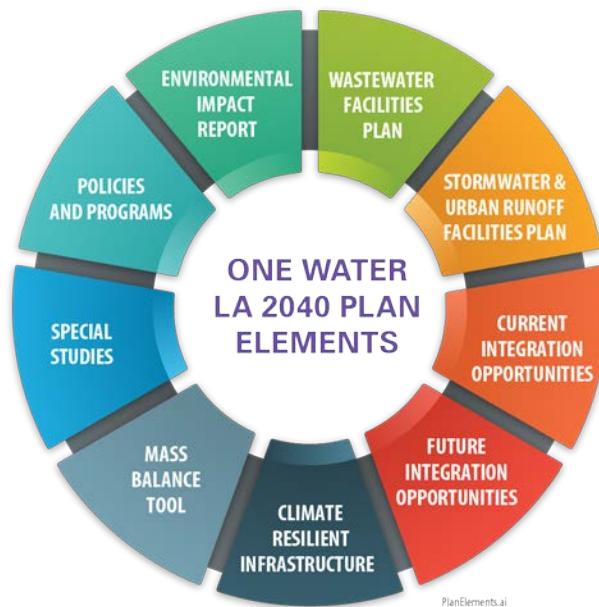 ONE WATER
LA 2040 PLAN
ELEMENTS
WASTEWATER
FACILITIES
PLAN
STORMWATER &
URBAN RUNOFF
FACILITIES PLAN
CURRENT
INTEGRATION
OPPORTUNITIES
FUTURE
INTEGRATION
OPPORTUNITIES
CLIMATE
RESILIENT
INFRASTRUCTURE
MASS
BALANCE
TOOL
SPECIAL
STUDIES
POLICIES
AND PROGRAMS
ENVIRONMENTAL
IMPACT
REPORT
PlanElements.ai